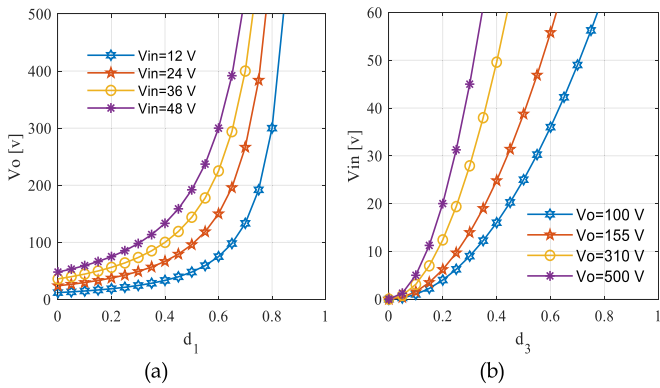 500
400
300
200
100
0
Vo [v]
Vin=12 V
Vin=24 V
Vin=36 V
Vin=48 V
0 0.2 0.4 0.6 0.8 1
d1
(a)
60
50
40
30
20
10
0
Vin [v]
Vo=100 V
Vo=155 V
Vo=310 V
Vo=500 V
0 0.2 0.4 0.6 0.8 1
d3
(b)